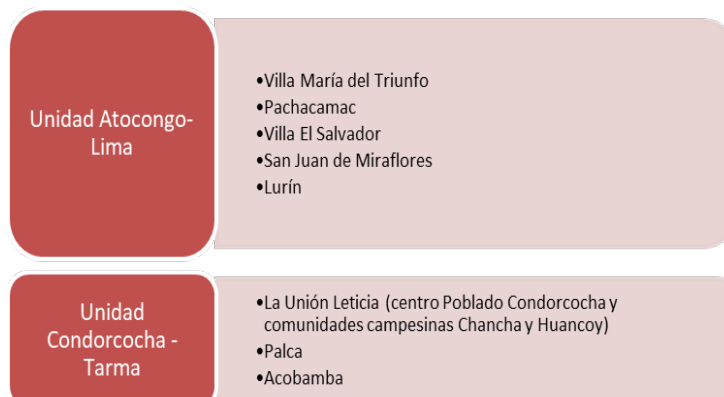 Unidad Atocongo-
Lima
•Villa María del Triunfo
•Pachacamac
•Villa El Salvador
•San Juan de Miraflores
•Lurín
Unidad
Condorcocha -
Tarma
•La Unión Leticia (centro Poblado Condorcocha y
comunidades campesinas Chancha y Huancoy)
•Palca
•Acobamba